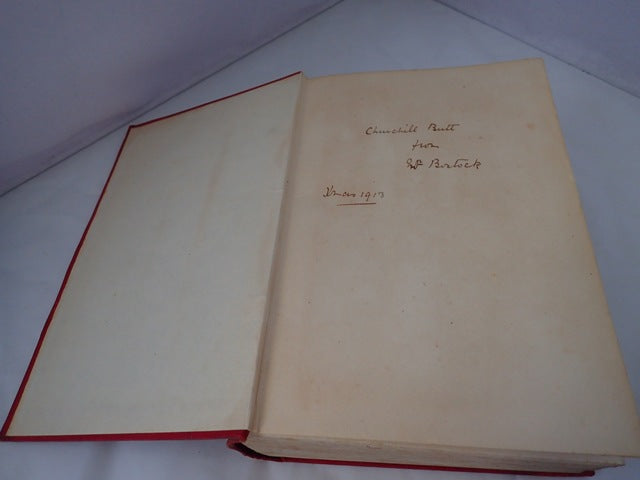 Churchill Butt
from
Bostock
Xmas 1913